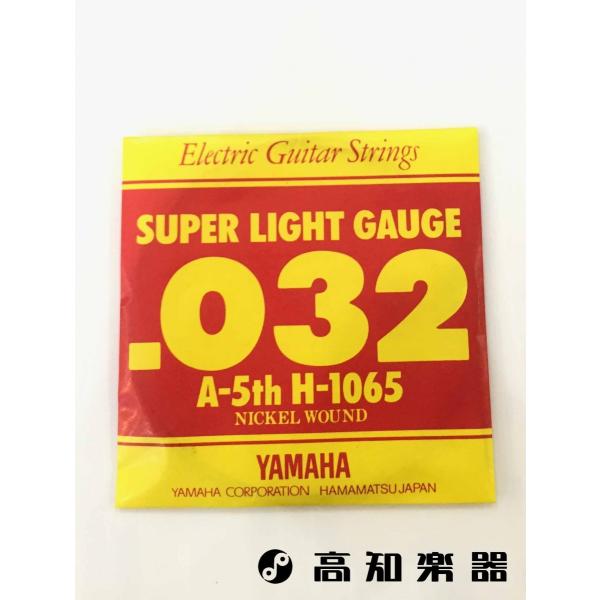 Electric Guitar Strings
SUPER LIGHT GAUGE
.032
A-5th H-1065
NICKEL WOUND
YAMAHA
YAMAHA CORPORATION HAMAMATSU JAPAN
高知楽器